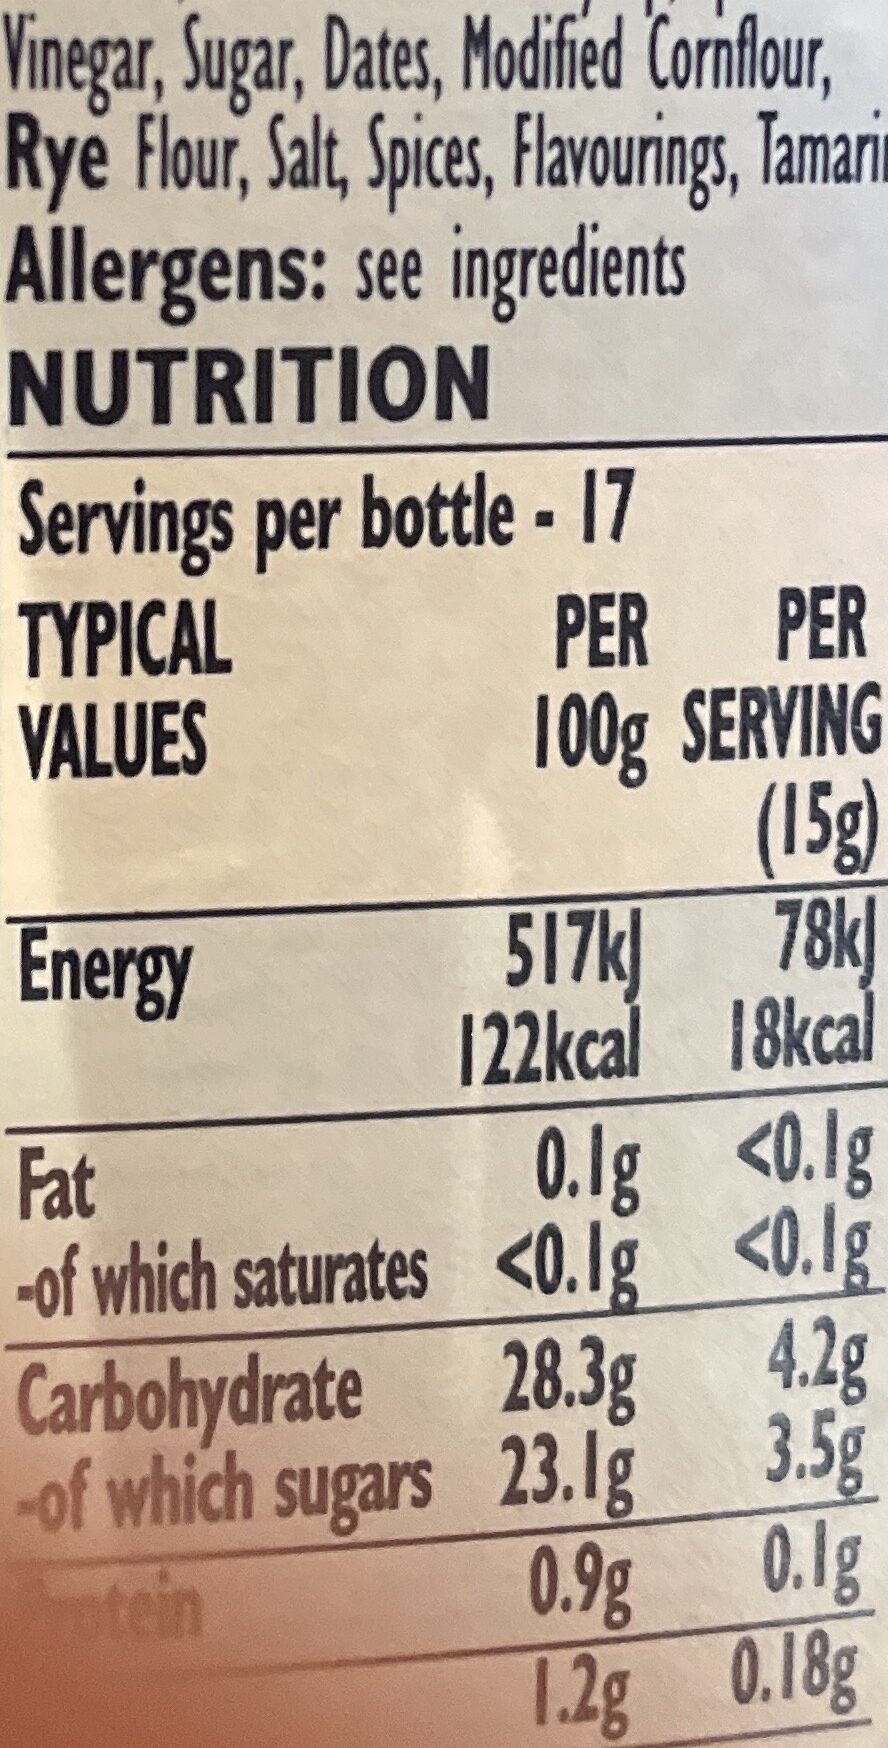 Vinegar, Sugar, Dates, Modified Cornflour,
Rye Flour, Salt, Spices, Flavourings,
Allergens: see ingredients
NUTRITION
Servings per bottle - 17
TYPICAL PER PER
VALUES 100g SERVING
(15g)
Energy 517kJ 78kJ
122kcal 18kcal
Fat 0.1g <0.1g
-of which saturates <0.1g <0.1g
Carbohydrate 28.3g 4.2g
-of which sugars 23.1g 3.5g
Protein 0.9g 0.1g
1.2g 0.18g